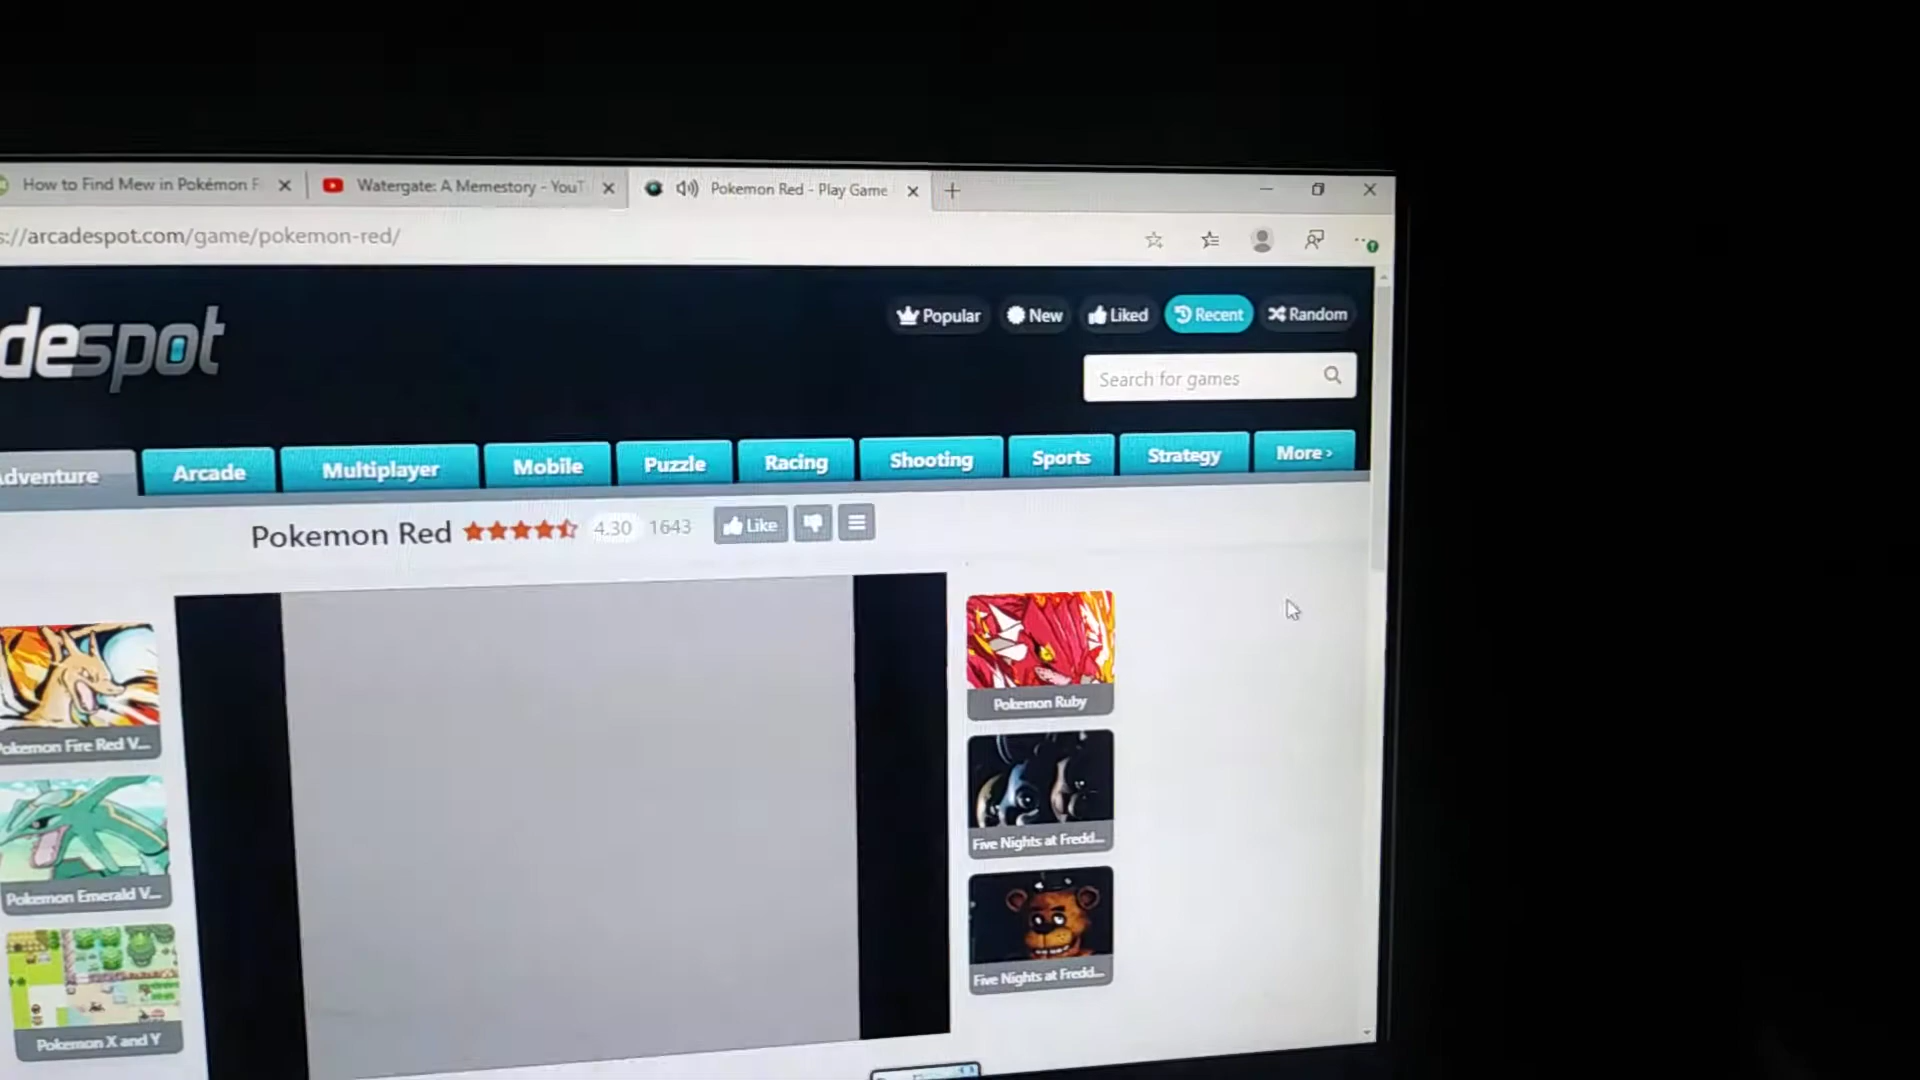 How to Find Mew in Pokémon F
Watergate: A Memestory - YouT
Pokemon Red - Play Game
s://arcadespot.com/game/pokemon-red/
despot
Popular
New
Liked
Recent
Random
Search for games
Adventure
Arcade
Multiplayer
Mobile
Puzzle
Racing
Shooting
Sports
Strategy
More ›
Pokemon Red 4.30 1643 Like
Pokemon Fire Red V...
Pokemon Emerald V...
Pokemon X and Y
Pokemon Ruby
Five Nights at Fredd...
Five Nights at Fredd...